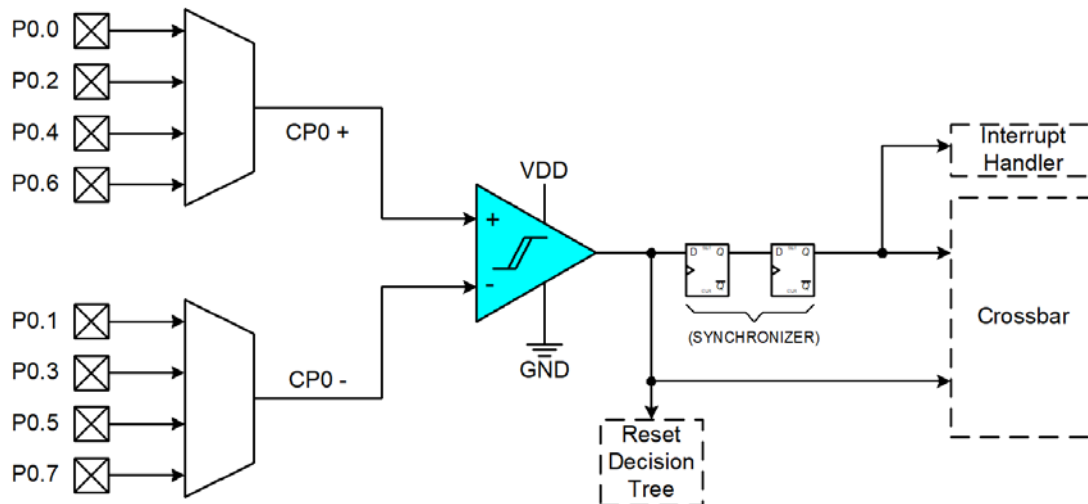 P0.0
P0.2
P0.4
P0.6
CP0 +
VDD
+
-
GND
P0.1
P0.3
P0.5
P0.7
CP0 -
D
Q
Q
D
Q
Q
(SYNCHRONIZER)
Interrupt
Handler
Crossbar
Reset
Decision
Tree